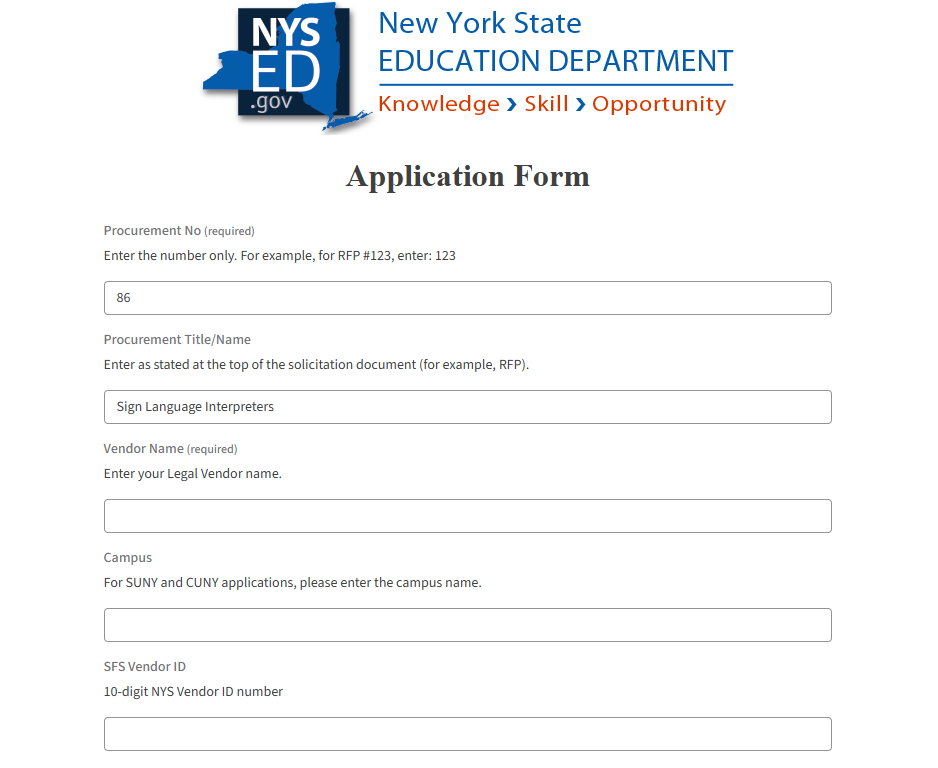 NYS
ED
.gov
New York State
EDUCATION DEPARTMENT
Knowledge › Skill › Opportunity
Application Form
Procurement No (required)
Enter the number only. For example, for RFP #123, enter: 123
86
Procurement Title/Name
Enter as stated at the top of the solicitation document (for example, RFP).
Sign Language Interpreters
Vendor Name (required)
Enter your Legal Vendor name.
Campus
For SUNY and CUNY applications, please enter the campus name.
SFS Vendor ID
10-digit NYS Vendor ID number